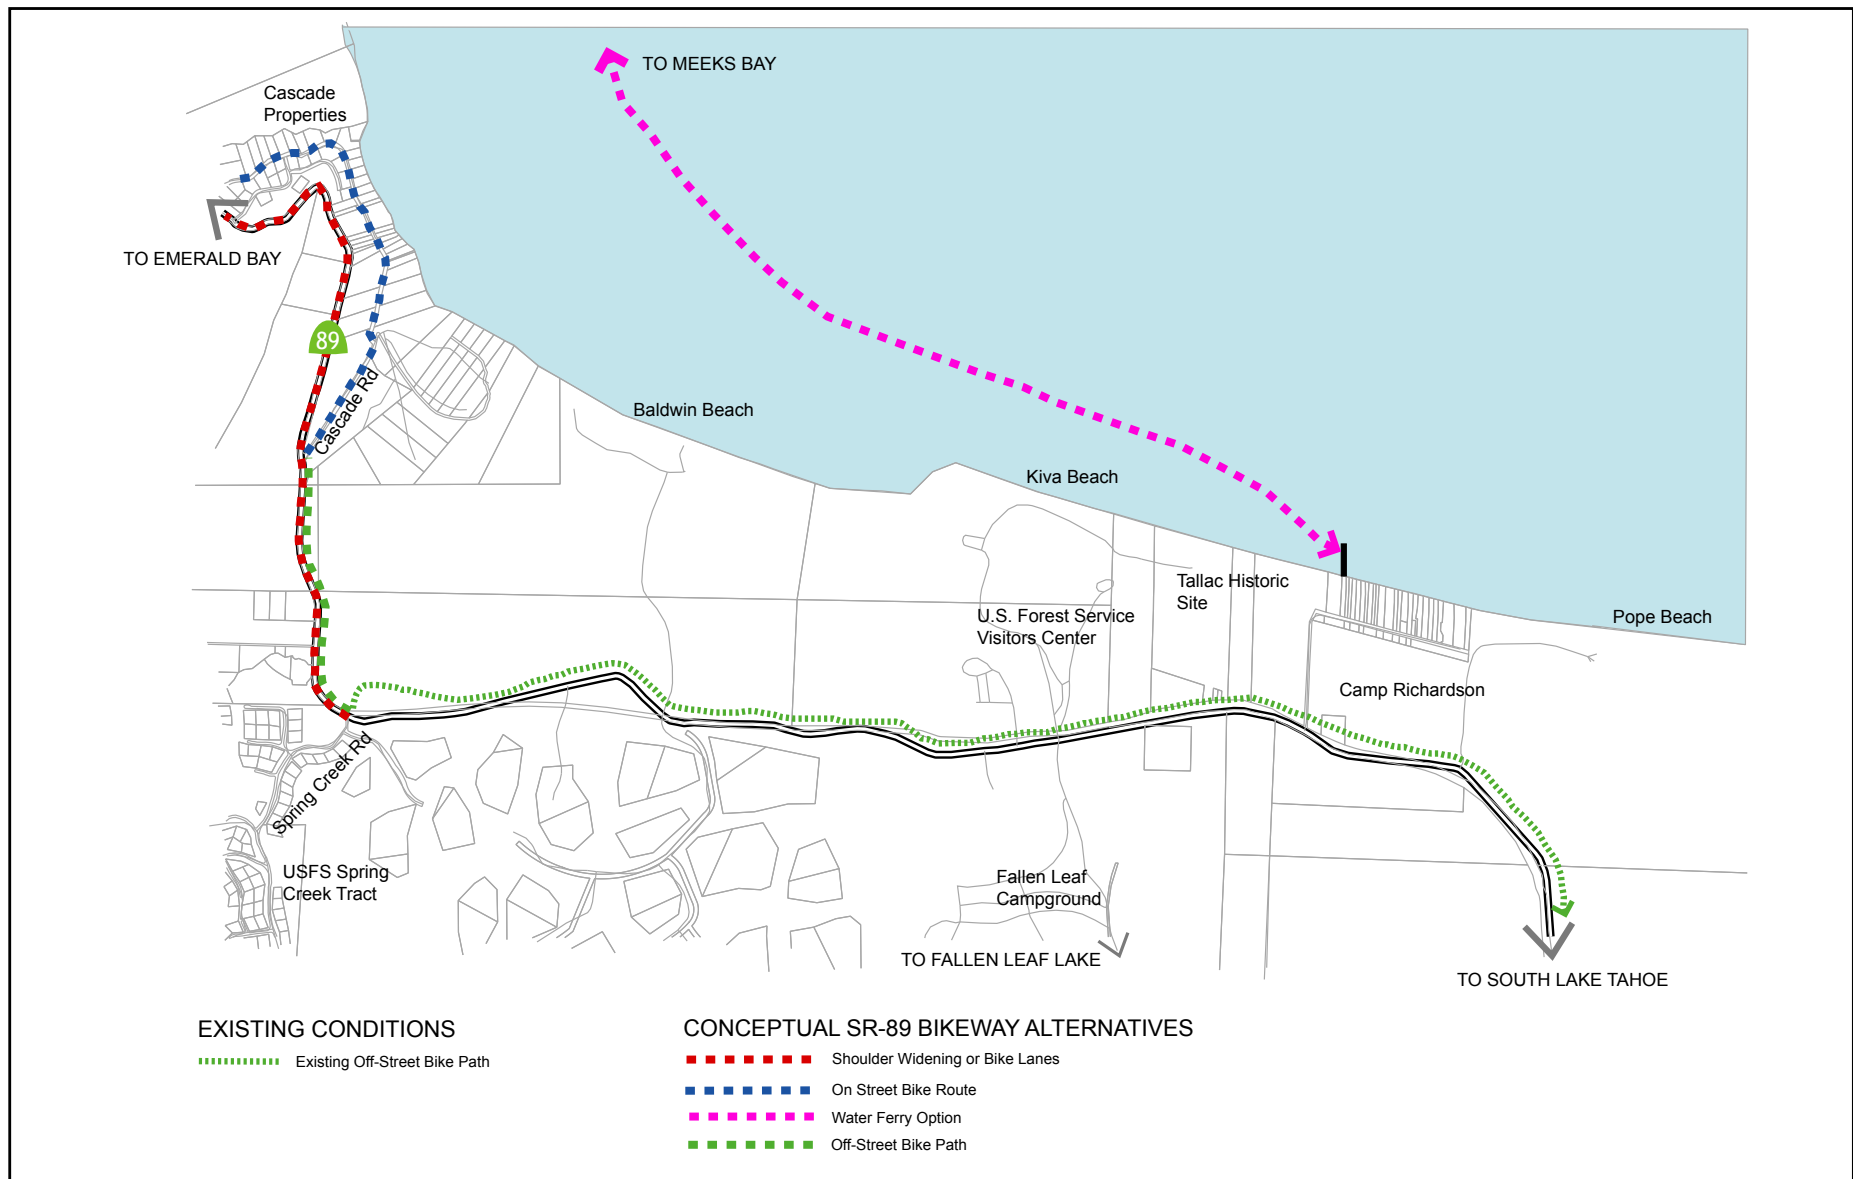 TO MEEKS BAY
Cascade
Properties
TO EMERALD BAY
89
Cascade Rd
Baldwin Beach
Kiva Beach
Tallac Historic
Site
U.S. Forest Service
Visitors Center
Pope Beach
Camp Richardson
Spring Creek Rd
USFS Spring
Creek Tract
Fallen Leaf
Campground
TO FALLEN LEAF LAKE
TO SOUTH LAKE TAHOE
EXISTING CONDITIONS
Existing Off-Street Bike Path
CONCEPTUAL SR-89 BIKEWAY ALTERNATIVES
Shoulder Widening or Bike Lanes
On Street Bike Route
Water Ferry Option
Off-Street Bike Path